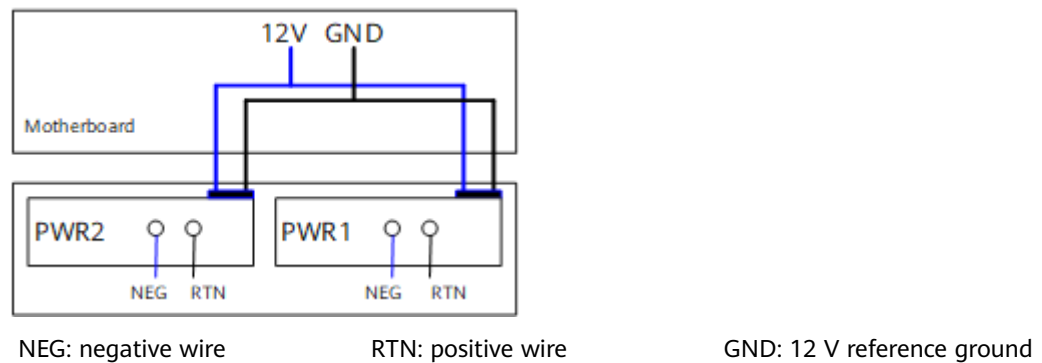 12V GND
Motherboard
PWR2
PWR1
NEG RTN
NEG RTN
NEG: negative wire RTN: positive wire GND: 12 V reference ground